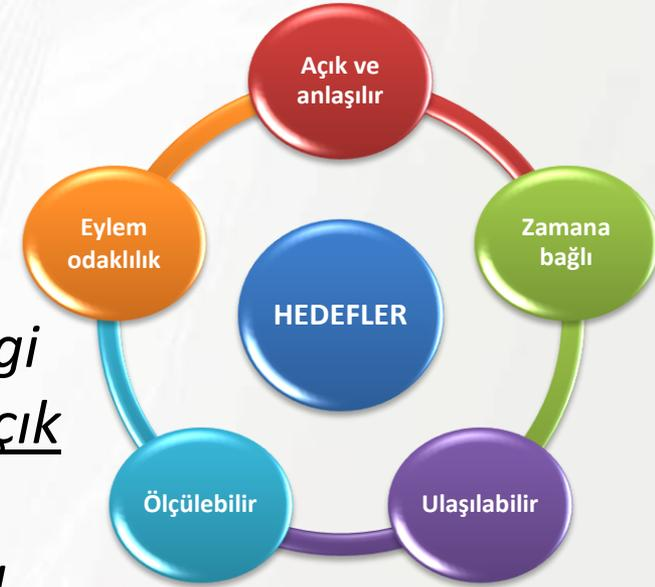 Açık ve
anlaşılır
Eylem
odaklılık
Zamana
bağlı
HEDEFLER
Ölçülebilir
Ulaşılabilir